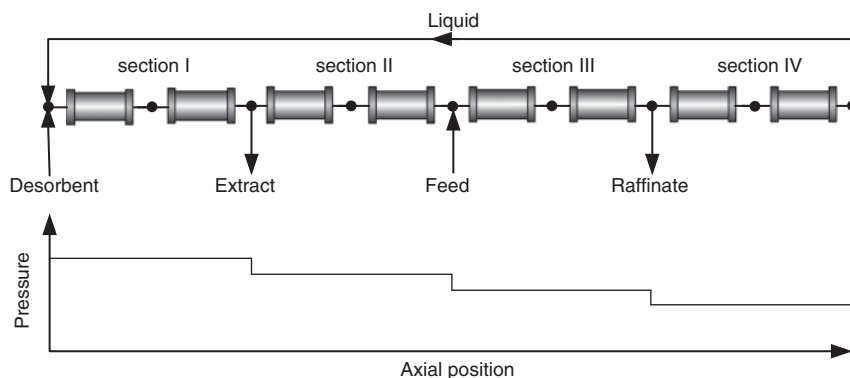 Liquid
section I
section II
section III
section IV
Desorbent
Extract
Feed
Raffinate
Pressure
Axial position